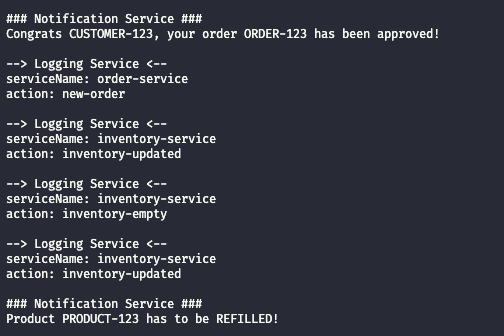 ### Notification Service ###
Congrats CUSTOMER-123, your order ORDER-123 has been approved!
--> Logging Service <--
serviceName: order-service
action: new-order
--> Logging Service <--
serviceName: inventory-service
action: inventory-updated
--> Logging Service <--
serviceName: inventory-service
action: inventory-empty
--> Logging Service <--
serviceName: inventory-service
action: inventory-updated
### Notification Service ###
Product PRODUCT-123 has to be REFILLED!